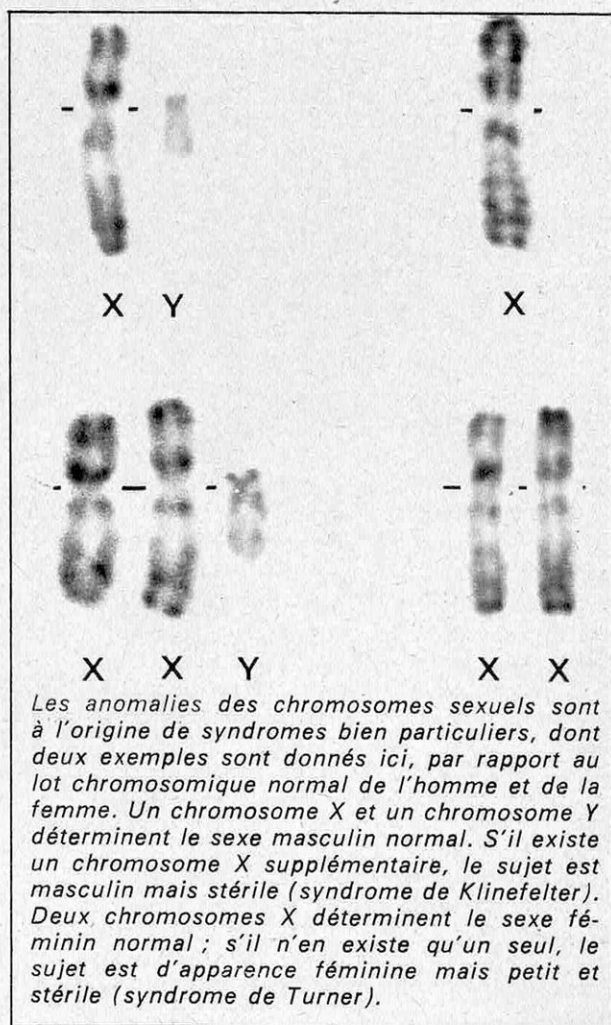 X Y
X
X X Y
X X
Les anomalies des chromosomes sexuels sont
à l'origine de syndromes bien particuliers, dont
deux exemples sont donnés ici, par rapport au
lot chromosomique normal de l'homme et de la
femme. Un chromosome X et un chromosome Y
déterminent le sexe masculin normal. S'il existe
un chromosome X supplémentaire, le sujet est
masculin mais stérile (syndrome de Klinefelter).
Deux chromosomes X déterminent le sexe fé-
minin normal ; s'il n'en existe qu'un seul, le
sujet est d'apparence féminine mais petit et
stérile (syndrome de Turner).